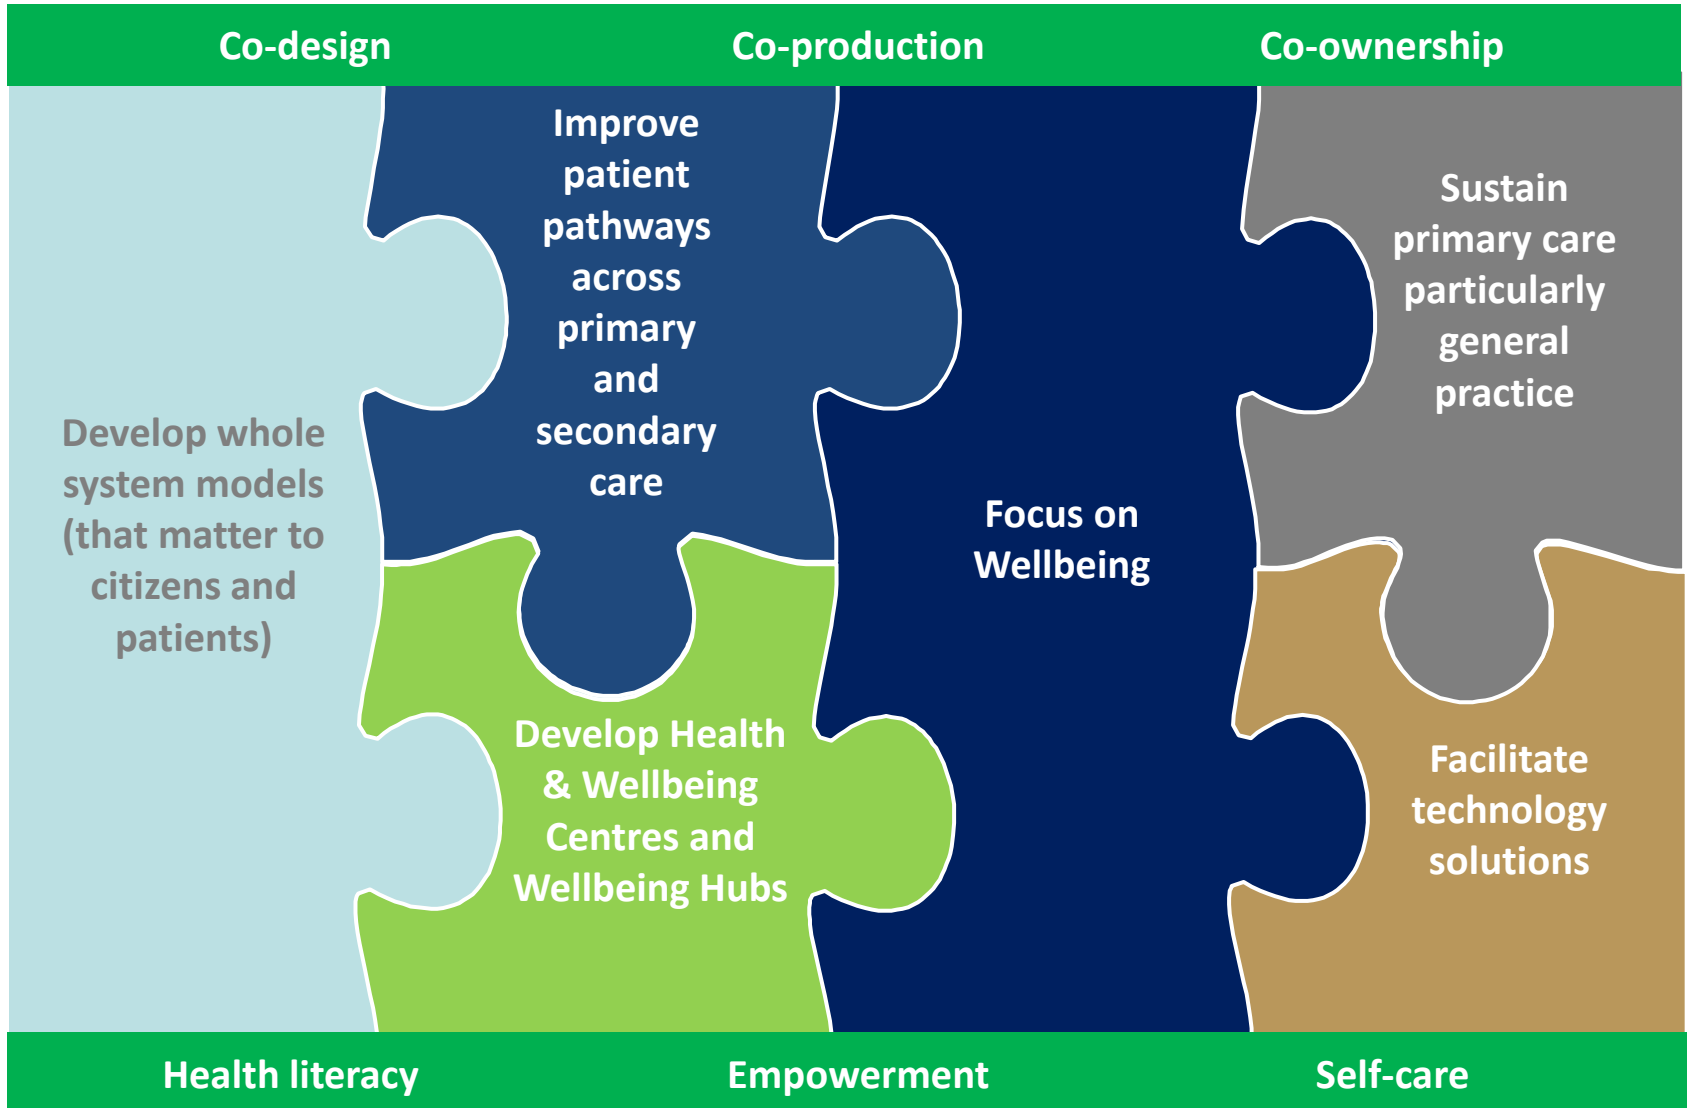 Co-design Co-production Co-ownership
Develop whole
system models
(that matter to
citizens and
patients)
Improve
patient
pathways
across
primary
and
secondary
care
Develop Health
& Wellbeing
Centres and
Wellbeing Hubs
Focus on
Wellbeing
Sustain
primary care
particularly
general
practice
Facilitate
technology
solutions
Health literacy Empowerment Self-care